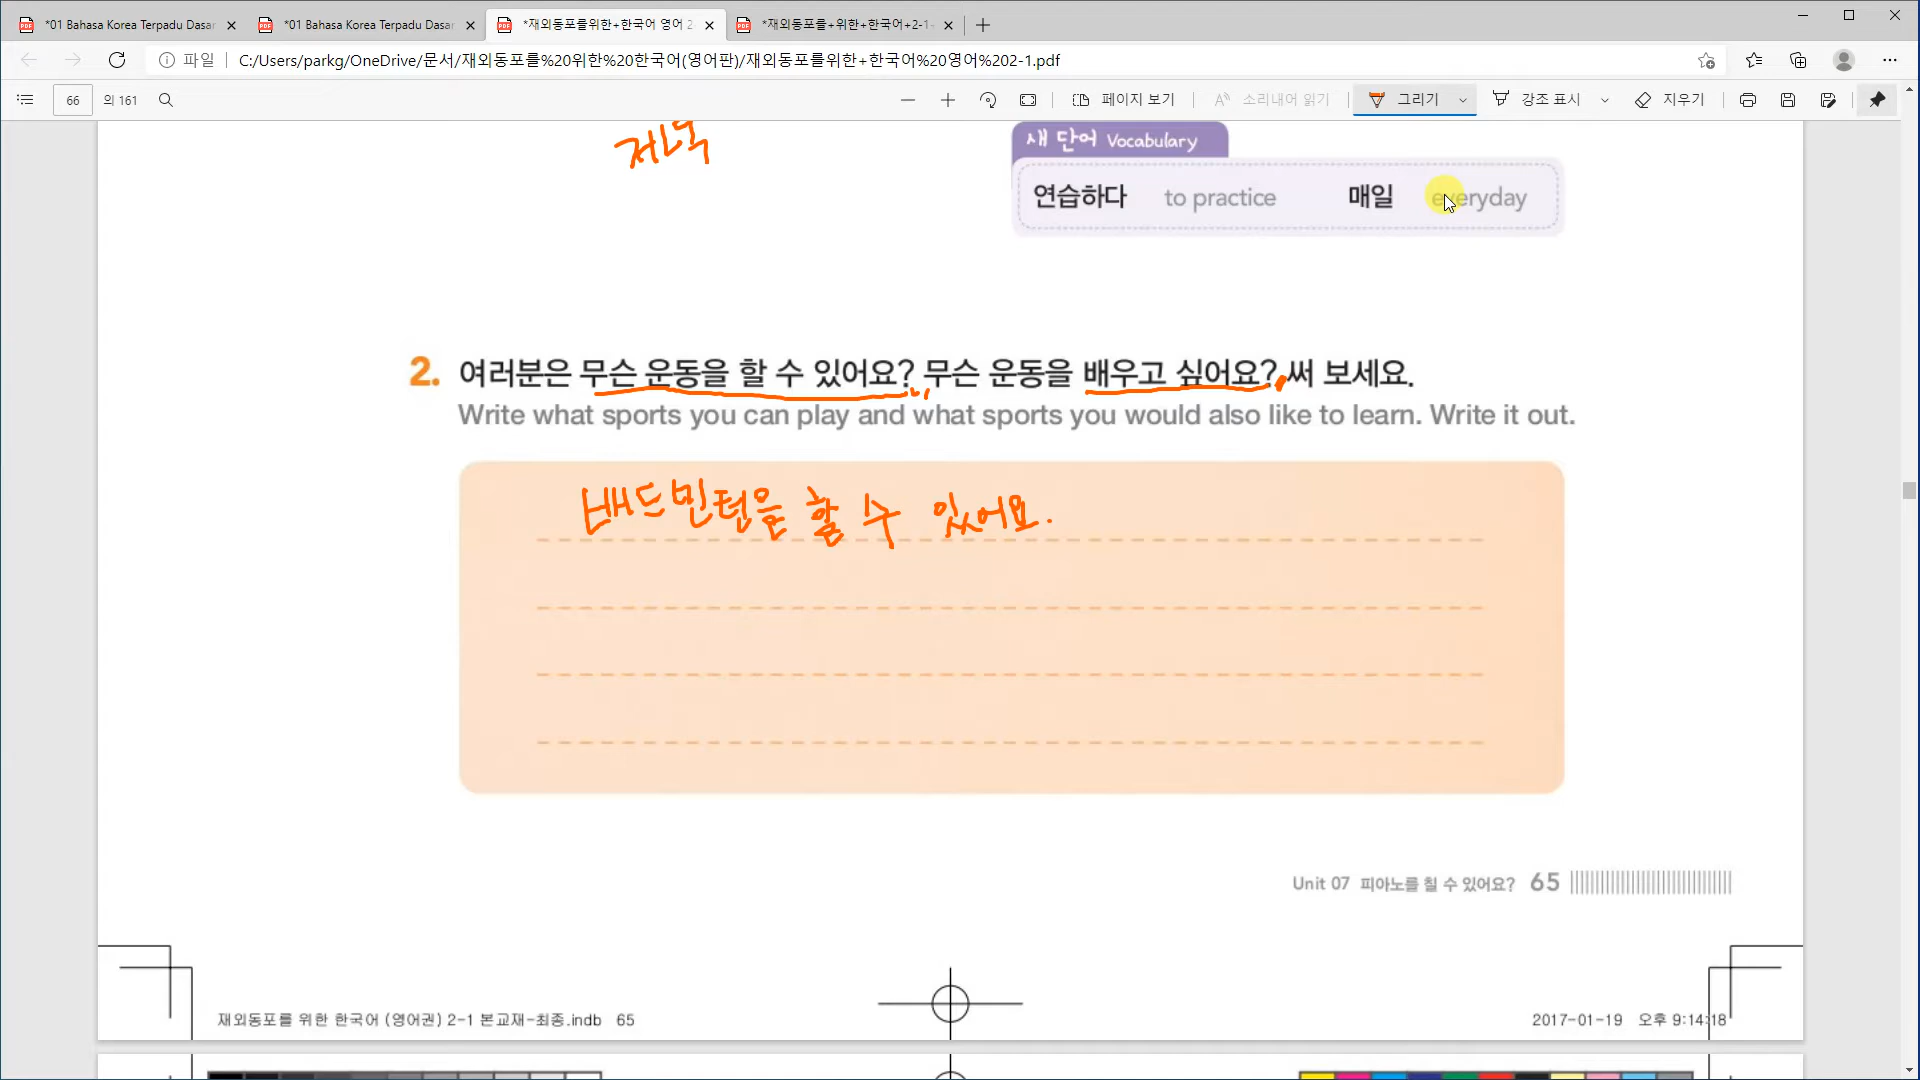 *01 Bahasa Korea Terpadu Dasar
*01 Bahasa Korea Terpadu Dasar
*재외동포를위한+한국어 영어 2
*재외동포를+위한+한국어+2-1
파일 C:/Users/parkg/OneDrive/문서/재외동포를%20위한%20한국어(영어판)/재외동포를위한+한국어%20영어%202-1.pdf
66 의 161 페이지 보기 소리내어 읽기 그리기 강조 표시 지우기
저녁
새 단어 Vocabulary
연습하다 to practice 매일 everyday
2. 여러분은 무슨 운동을 할 수 있어요? 무슨 운동을 배우고 싶어요? 써 보세요.
Write what sports you can play and what sports you would also like to learn. Write it out.
배드민턴을 할 수 있어요.
Unit 07 피아노를 칠 수 있어요? 65
재외동포를 위한 한국어 (영어권) 2-1 본교재-최종.indb 65
2017-01-19 오후 9:14:18